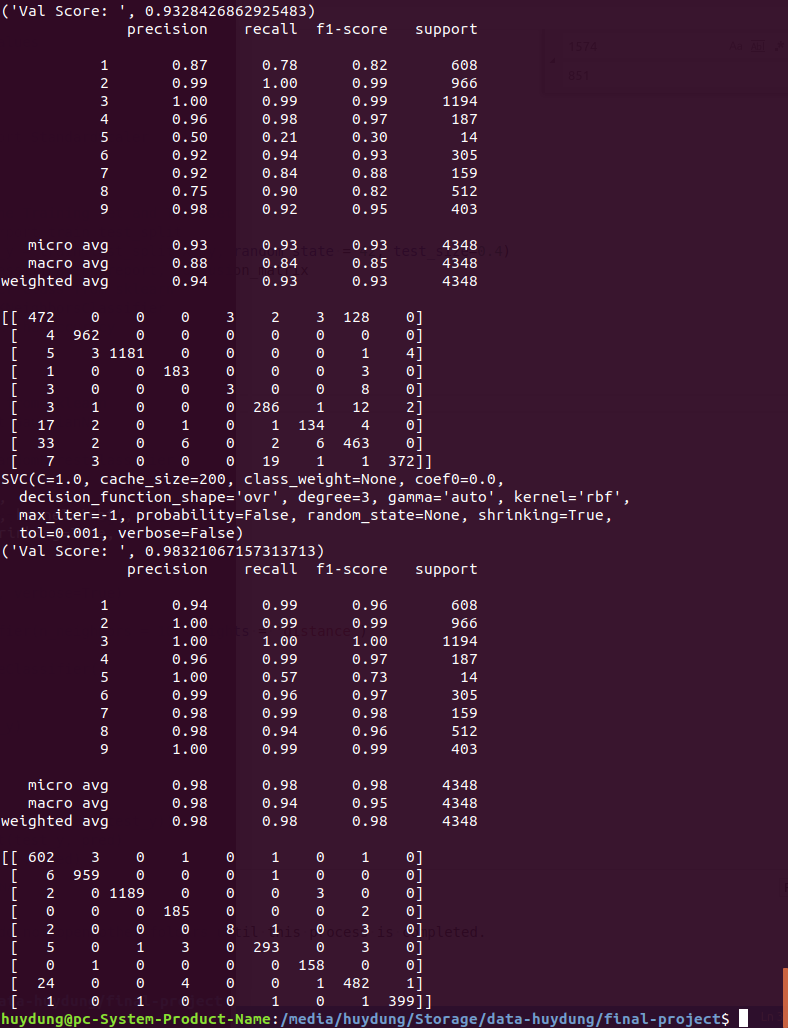 ('Val Score: ', 0.9328426862925483)
              precision    recall  f1-score   support

           1       0.87      0.78      0.82       608
           2       0.99      1.00      0.99       966
           3       1.00      0.99      0.99      1194
           4       0.96      0.98      0.97       187
           5       0.50      0.21      0.30        14
           6       0.92      0.94      0.93       305
           7       0.92      0.84      0.88       159
           8       0.75      0.90      0.82       512
           9       0.98      0.92      0.95       403

   micro avg       0.93      0.93      0.93      4348
   macro avg       0.88      0.84      0.85      4348
weighted avg       0.94      0.93      0.93      4348

[[ 472    0    0    0    3    2    3  128    0]
 [   4  962    0    0    0    0    0    0    0]
 [   5    3 1181    0    0    0    0    1    4]
 [   1    0    0  183    0    0    0    3    0]
 [   3    0    0    0    3    0    0    8    0]
 [   3    1    0    0    0  286    1   12    2]
 [  17    2    0    1    0    1  134    4    0]
 [  33    2    0    6    0    2    6  463    0]
 [   7    3    0    0    0   19    1    1  372]]
SVC(C=1.0, cache_size=200, class_weight=None, coef0=0.0,
  decision_function_shape='ovr', degree=3, gamma='auto', kernel='rbf',
  max_iter=-1, probability=False, random_state=None, shrinking=True,
  tol=0.001, verbose=False)
('Val Score: ', 0.98321067157313713)
              precision    recall  f1-score   support

           1       0.94      0.99      0.96       608
           2       1.00      0.99      0.99       966
           3       1.00      1.00      1.00      1194
           4       0.96      0.99      0.97       187
           5       1.00      0.57      0.73        14
           6       0.99      0.96      0.97       305
           7       0.98      0.99      0.98       159
           8       0.98      0.94      0.96       512
           9       1.00      0.99      0.99       403

   micro avg       0.98      0.98      0.98      4348
   macro avg       0.98      0.94      0.95      4348
weighted avg       0.98      0.98      0.98      4348

[[ 602    3    0    1    0    1    0    1    0]
 [   6  959    0    0    0    1    0    0    0]
 [   2    0 1189    0    0    0    3    0    0]
 [   0    0    0  185    0    0    0    2    0]
 [   2    0    0    0    8    1    0    3    0]
 [   5    0    1    3    0  293    0    3    0]
 [   0    1    0    0    0    0  158    0    0]
 [  24    0    0    4    0    0    1  482    1]
 [   1    0    1    0    0    1    0    1  399]]
huydung@pc-System-Product-Name:/media/huydung/Storage/data-huydung/final-project$